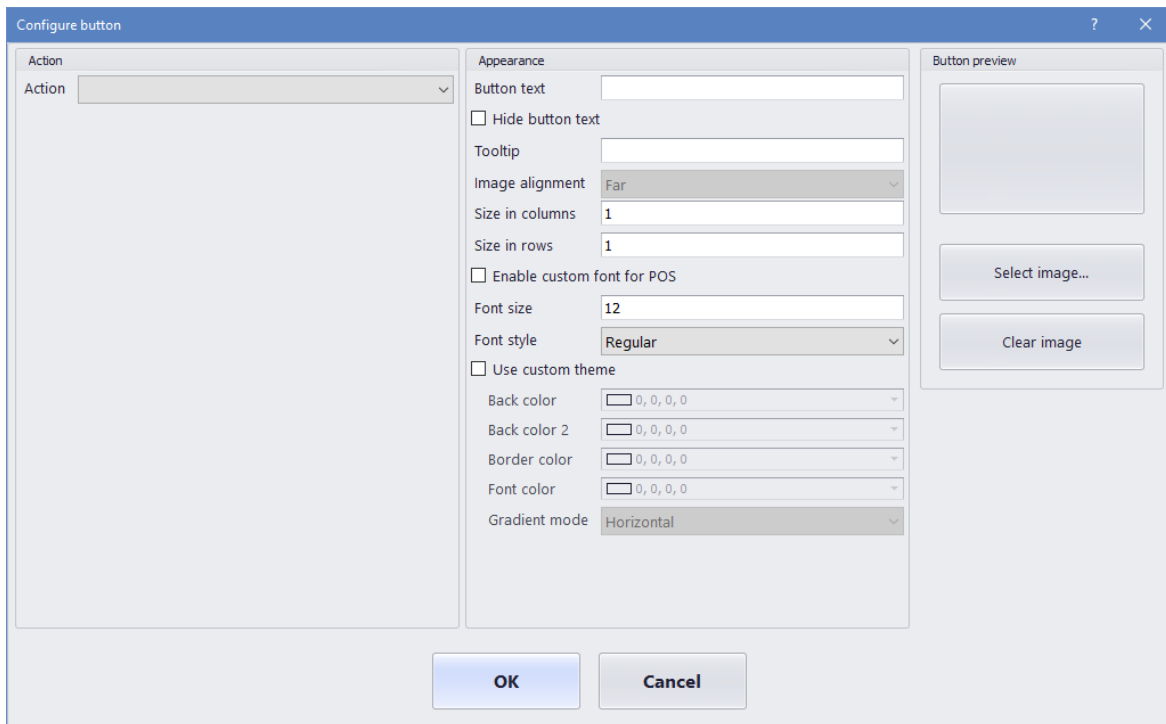 Configure button
?
Action
Action
Appearance
Button text
Hide button text
Tooltip
Image alignment Far
Size in columns 1
Size in rows 1
Enable custom font for POS
Font size 12
Font style Regular
Use custom theme
Back color 0, 0, 0, 0
Back color 2 0, 0, 0, 0
Border color 0, 0, 0, 0
Font color 0, 0, 0, 0
Gradient mode Horizontal
Button preview
Select image...
Clear image
OK
Cancel